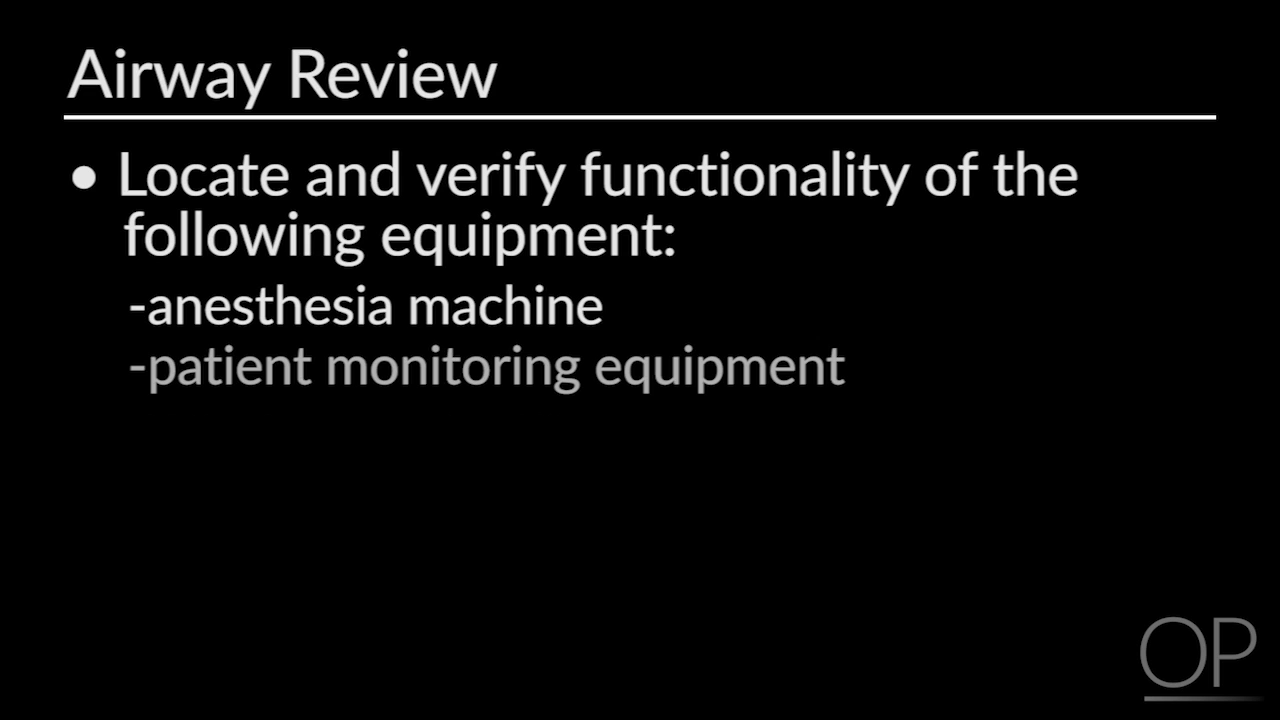 Airway Review
• Locate and verify functionality of the
following equipment:
-anesthesia machine
-patient monitoring equipment
OP